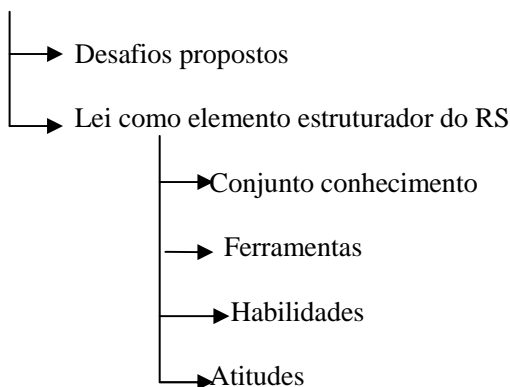 Desafios propostos
Lei como elemento estruturador do RS
Conjunto conhecimento
Ferramentas
Habilidades
Atitudes